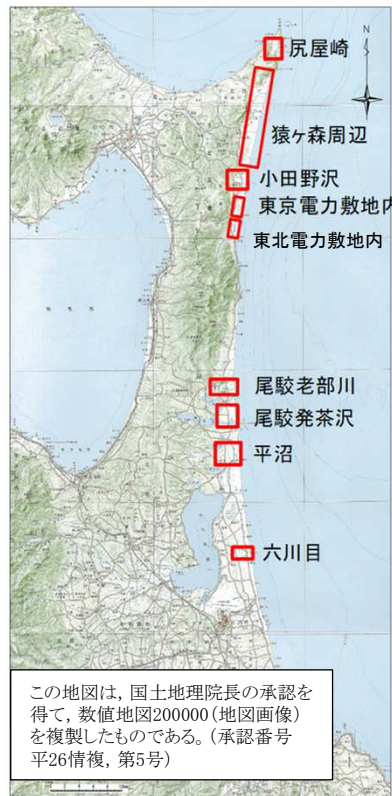 N
尻屋崎
猿ヶ森周辺
小田野沢
東京電力敷地内
東北電力敷地内
尾駮老部川
尾駮発茶沢
平沼
六川目
この地図は，国土地理院長の承認を
得て，数値地図200000（地図画像）
を複製したものである。（承認番号
平26情複，第5号）